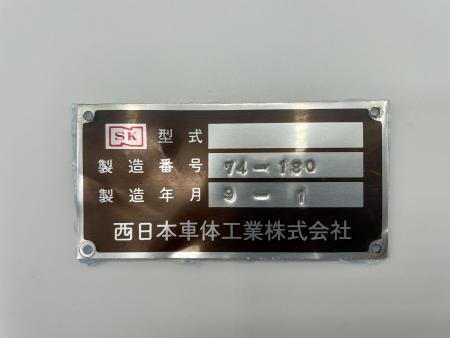 SK 型式
製造番号 74-180
製造年月 9-1
西日本車体工業株式会社